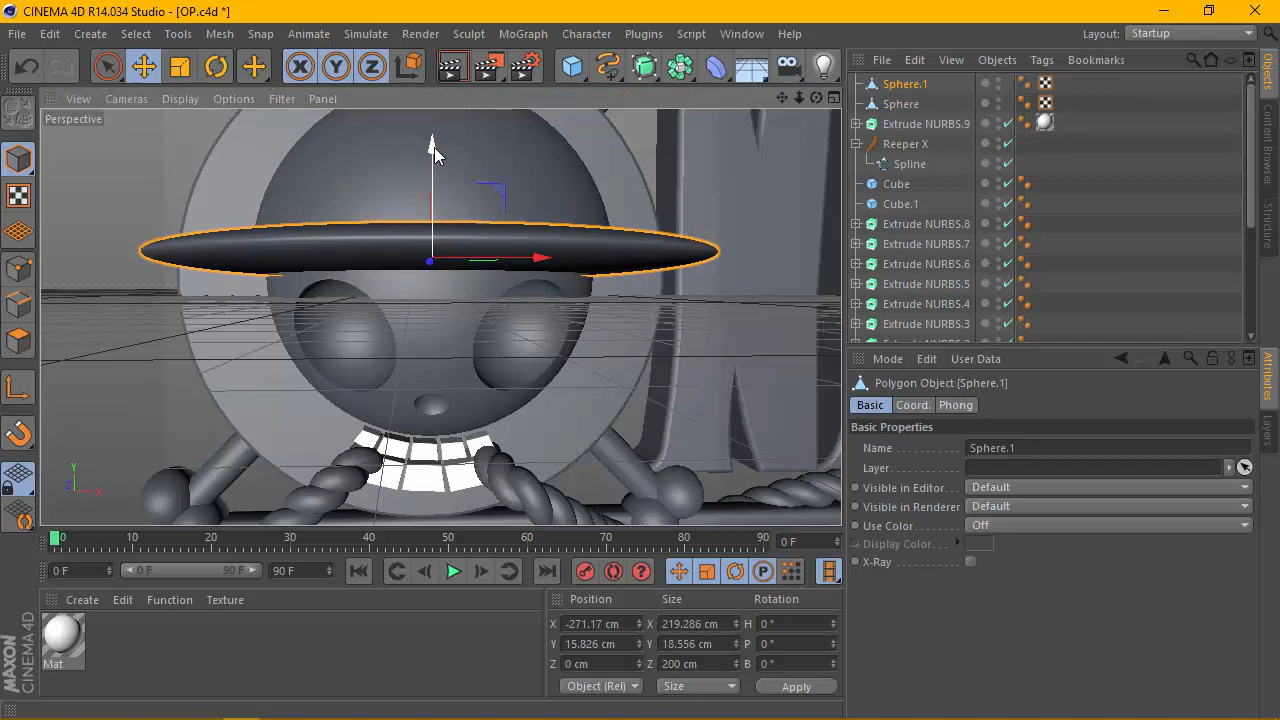 CINEMA 4D R14.034 Studio - [OP.c4d *]
File Edit Create Select Tools Mesh Snap Animate Simulate Render Sculpt MoGraph Character Plugins Script Window Help
Layout: Startup
X Y Z
View Cameras Display Options Filter Panel
Perspective
Y
Z X
File Edit View Objects Tags Bookmarks
Sphere.1
Sphere
Extrude NURBS.9
Reeper X
Spline
Cube
Cube.1
Extrude NURBS.8
Extrude NURBS.7
Extrude NURBS.6
Extrude NURBS.5
Extrude NURBS.4
Extrude NURBS.3
Objects
Content Browser
Structure
Mode Edit User Data
Polygon Object [Sphere.1]
Basic Coord. Phong
Basic Properties
Name Sphere.1
Layer
Visible in Editor Default
Visible in Renderer Default
Use Color Off
Display Color
X-Ray
Attributes
Layers
0 10 20 30 40 50 60 70 80 90 0 F
0 F 0 F 90 F 90 F
P
Create Edit Function Texture
Mat
MAXON
CINEMA 4D
Position Size Rotation
X -271.17 cm X 219.286 cm H 0 °
Y 15.826 cm Y 18.556 cm P 0 °
Z 0 cm Z 200 cm B 0 °
Object (Rel) Size Apply